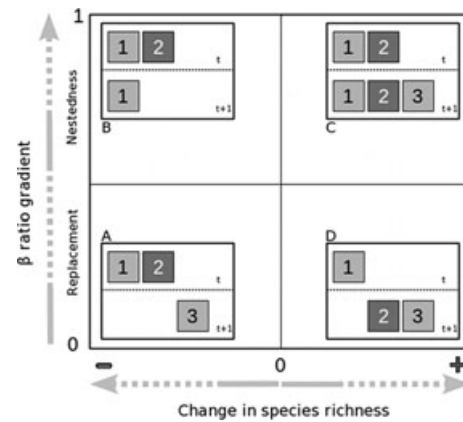 1
1 2 t
1 t+1
B
1 2 t
1 2 3 t+1
C
Nestedness
β ratio gradient
Replacement
A
1 2 t
3 t+1
D
1 t
2 3 t+1
0
- 0 +
Change in species richness